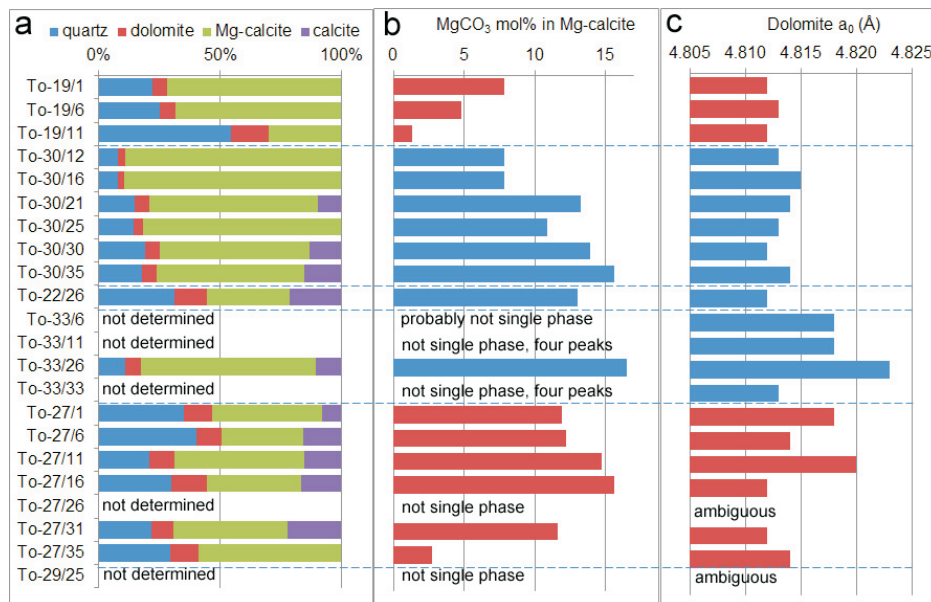 a
quartz dolomite Mg-calcite calcite
0% 50% 100%
b
MgCO3 mol% in Mg-calcite
0 5 10 15
c
Dolomite a0 (Å)
4.805 4.810 4.815 4.820 4.825
To-19/1
To-19/6
To-19/11
To-30/12
To-30/16
To-30/21
To-30/25
To-30/30
To-30/35
To-22/26
To-33/6 not determined probably not single phase
To-33/11 not determined not single phase, four peaks
To-33/26
To-33/33 not determined not single phase, four peaks
To-27/1
To-27/6
To-27/11
To-27/16
To-27/26 not determined not single phase ambiguous
To-27/31
To-27/35
To-29/25 not determined not single phase ambiguous